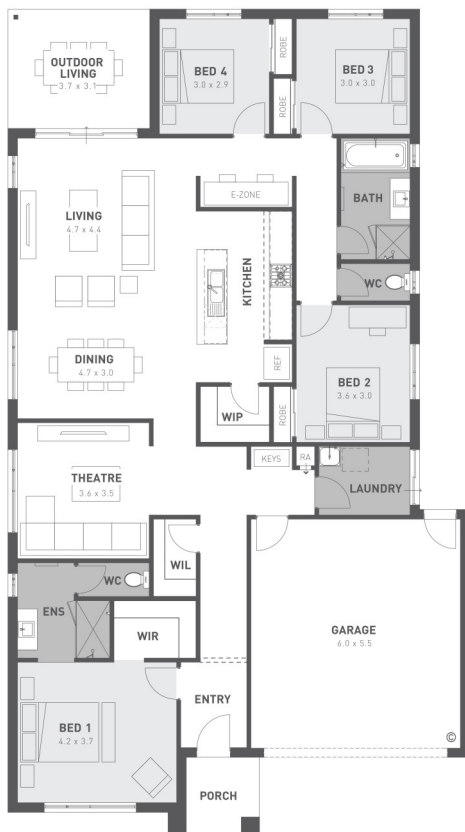 OUTDOOR
LIVING
3.7 x 3.1
BED 4
3.0 x 2.9
ROBE
ROBE
BED 3
3.0 x 3.0
E-ZONE
BATH
LIVING
4.7 x 4.4
KITCHEN
WC
DINING
4.7 x 3.0
REF
BED 2
3.6 x 3.0
WIP
ROBE
KEYS
RA
LAUNDRY
THEATRE
3.6 x 3.5
WIL
WC
ENS
WIR
GARAGE
6.0 x 5.5
ENTRY
BED 1
4.2 x 3.7
©
PORCH